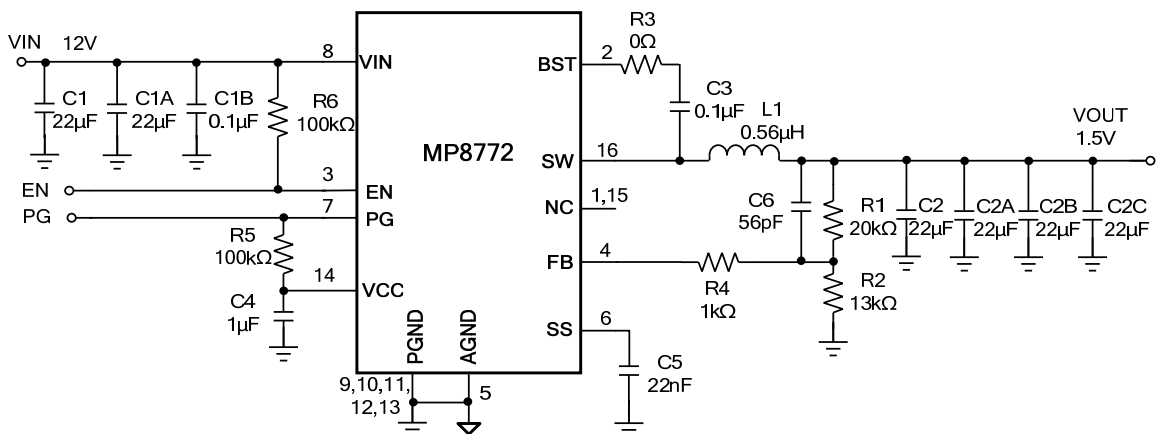 VIN
12V
8
VIN
C1
22µF
C1A
22µF
C1B
0.1µF
R6
100kΩ
EN
3
EN
PG
7
PG
R5
100kΩ
14
VCC
C4
1µF
MP8772
PGND
AGND
9,10,11,
12,13
5
BST
2
R3
0Ω
C3
0.1µF
L1
0.56µH
SW
16
NC
1,15
C6
56pF
R1
20kΩ
FB
4
R4
1kΩ
R2
13kΩ
SS
6
C5
22nF
VOUT
1.5V
C2
22µF
C2A
22µF
C2B
22µF
C2C
22µF